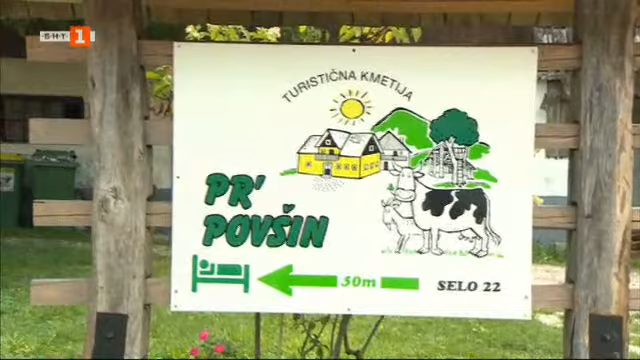 БНТ 1
TURISTIČNA KMETIJA
PR'
POVŠIN
50m
SELO 22